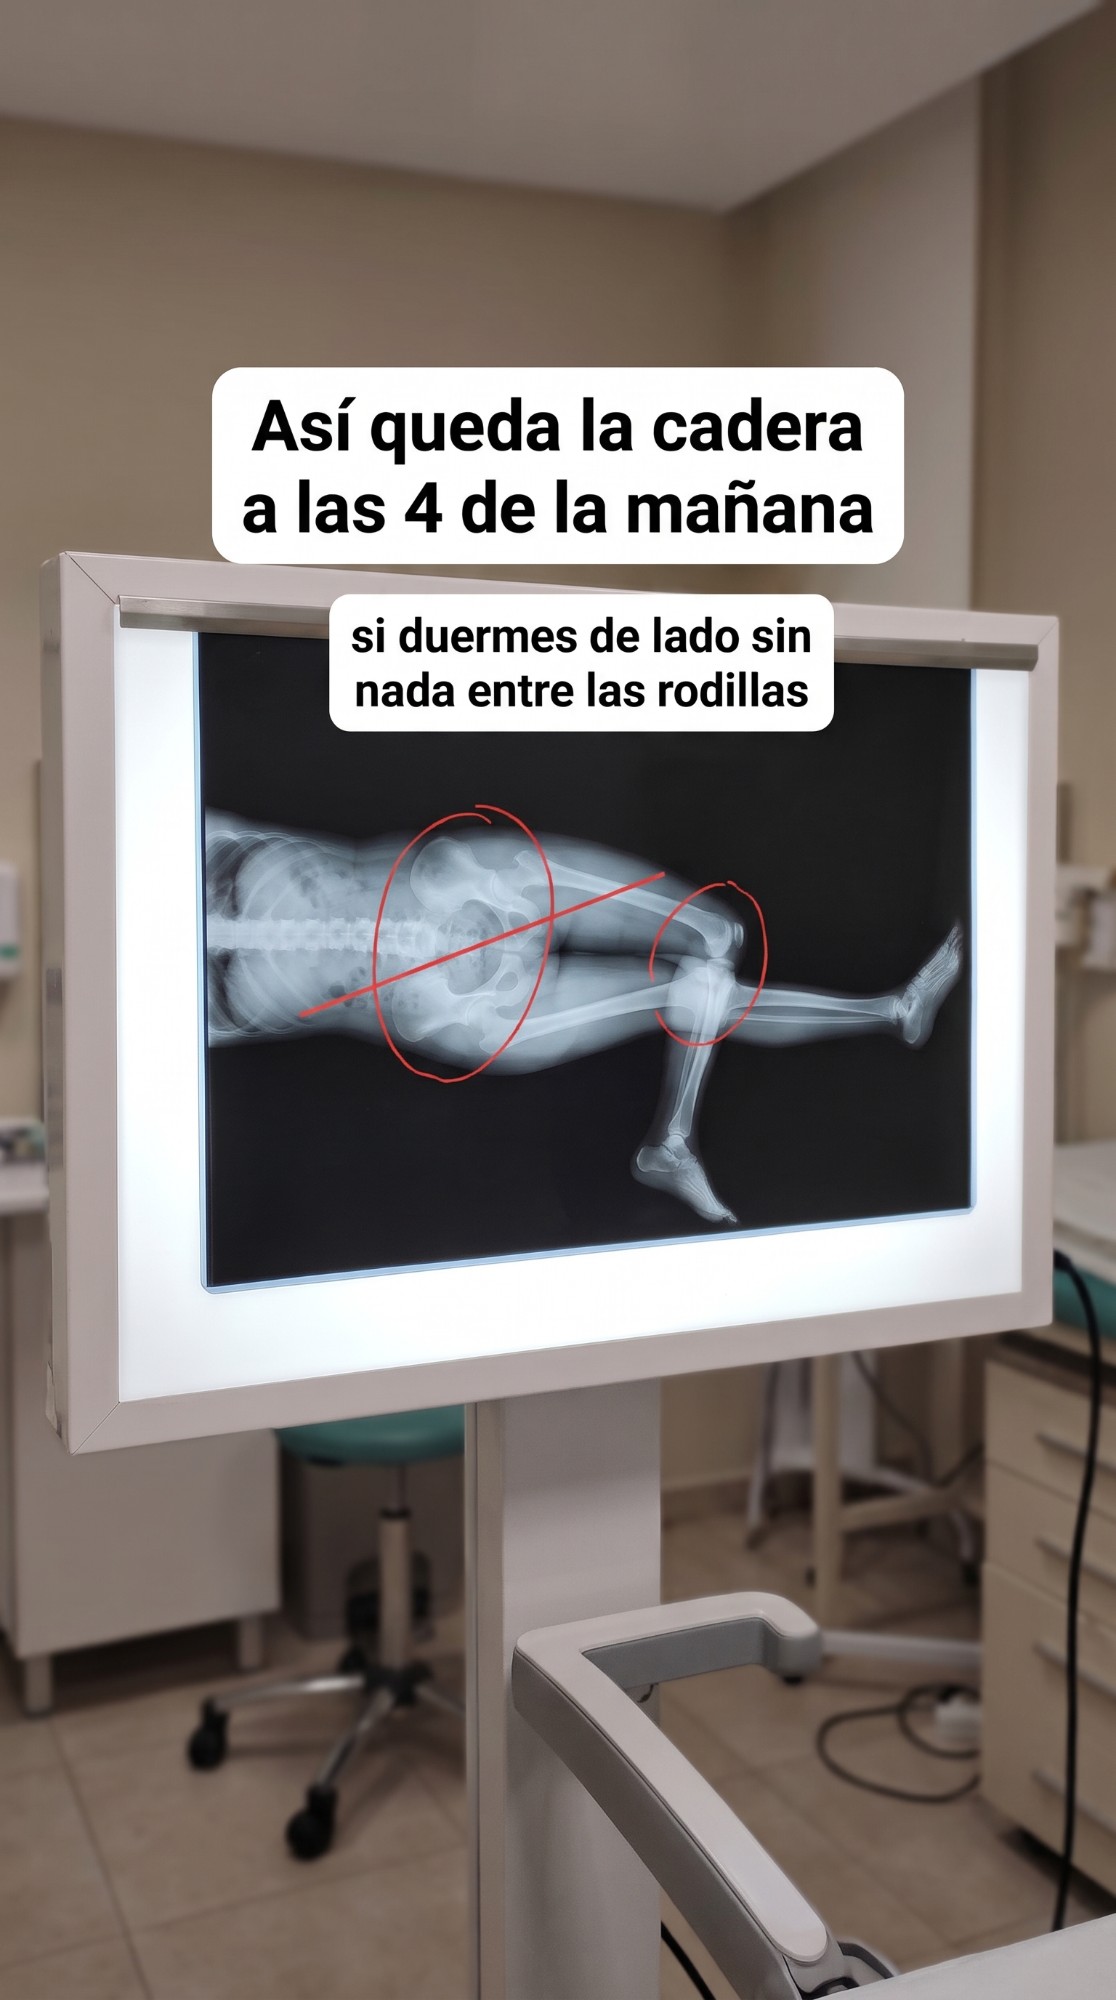 Así queda la cadera
a las 4 de la mañana
si duermes de lado sin
nada entre las rodillas